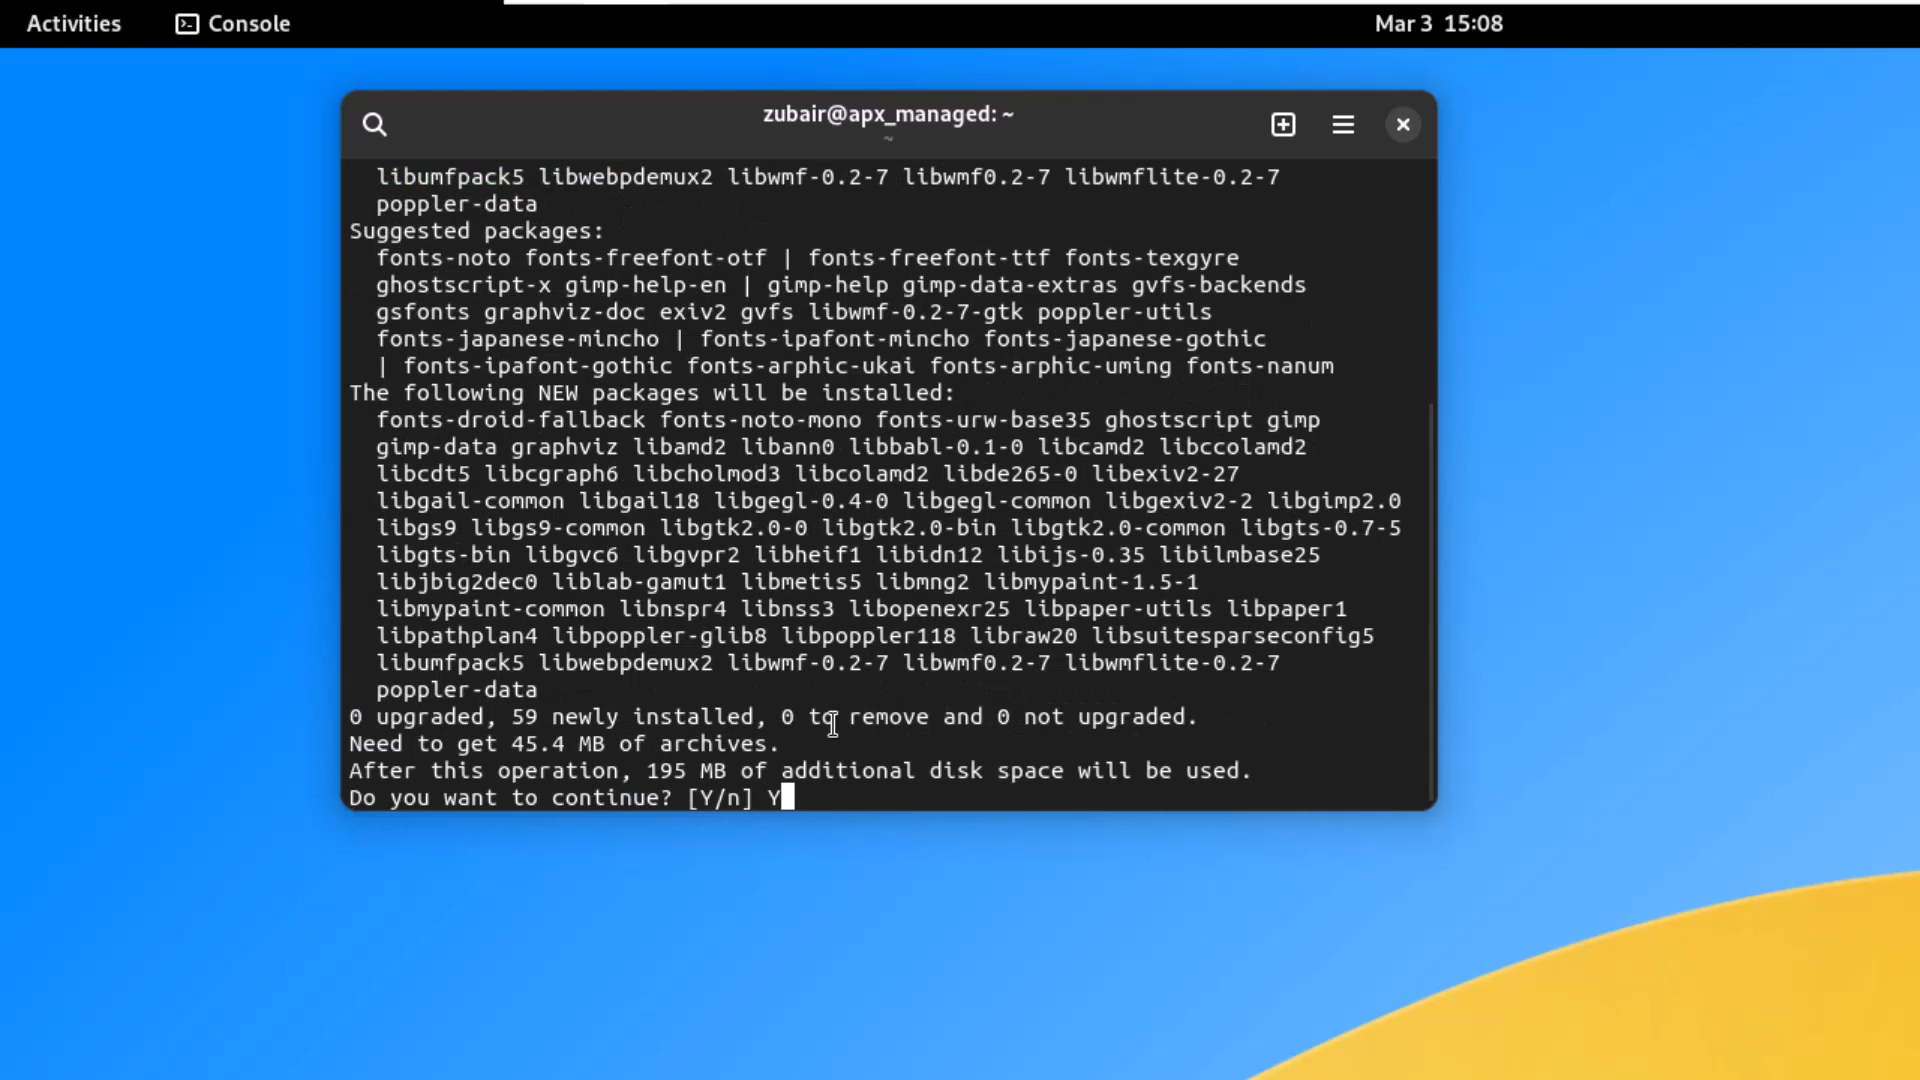 Activities Console Mar 3 15:08
zubair@apx_managed: ~
~
libumfpack5 libwebpdemux2 libwmf-0.2-7 libwmf0.2-7 libwmflite-0.2-7
poppler-data
Suggested packages:
fonts-noto fonts-freefont-otf | fonts-freefont-ttf fonts-texgyre
ghostscript-x gimp-help-en | gimp-help gimp-data-extras gvfs-backends
gsfonts graphviz-doc exiv2 gvfs libwmf-0.2-7-gtk poppler-utils
fonts-japanese-mincho | fonts-ipafont-mincho fonts-japanese-gothic
| fonts-ipafont-gothic fonts-arphic-ukai fonts-arphic-uming fonts-nanum
The following NEW packages will be installed:
fonts-droid-fallback fonts-noto-mono fonts-urw-base35 ghostscript gimp
gimp-data graphviz libamd2 libann0 libbabl-0.1-0 libcamd2 libccolamd2
libcdt5 libcgraph6 libcholmod3 libcolamd2 libde265-0 libexiv2-27
libgail-common libgail18 libgegl-0.4-0 libgegl-common libgexiv2-2 libgimp2.0
libgs9 libgs9-common libgtk2.0-0 libgtk2.0-bin libgtk2.0-common libgts-0.7-5
libgts-bin libgvc6 libgvpr2 libheif1 libidn12 libijs-0.35 libilmbase25
libjbig2dec0 liblab-gamut1 libmetis5 libmng2 libmypaint-1.5-1
libmypaint-common libnspr4 libnss3 libopenexr25 libpaper-utils libpaper1
libpathplan4 libpoppler-glib8 libpoppler118 libraw20 libsuitesparseconfig5
libumfpack5 libwebpdemux2 libwmf-0.2-7 libwmf0.2-7 libwmflite-0.2-7
poppler-data
0 upgraded, 59 newly installed, 0 to remove and 0 not upgraded.
Need to get 45.4 MB of archives.
After this operation, 195 MB of additional disk space will be used.
Do you want to continue? [Y/n] Y